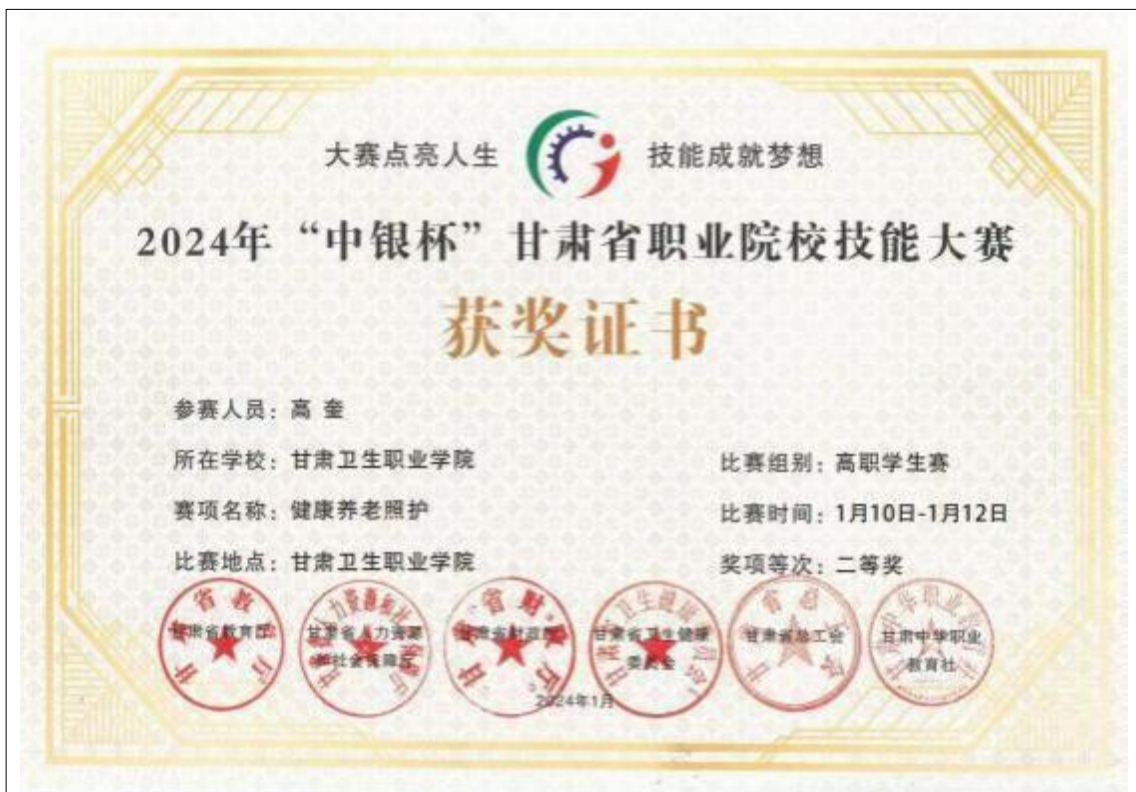 大赛点亮人生 技能成就梦想
2024年“中银杯”甘肃省职业院校技能大赛
获奖证书
参赛人员：高 奎
所在学校：甘肃卫生职业学院
比赛组别：高职学生赛
赛项名称：健康养老照护
比赛时间：1月10日-1月12日
比赛地点：甘肃卫生职业学院
奖项等次：二等奖
甘肃省教育厅
甘肃省人力资源
和社会保障厅
甘肃省财政厅
甘肃省卫生健康
委员会
甘肃省总工会
甘肃中华职业
教育社
2024年1月